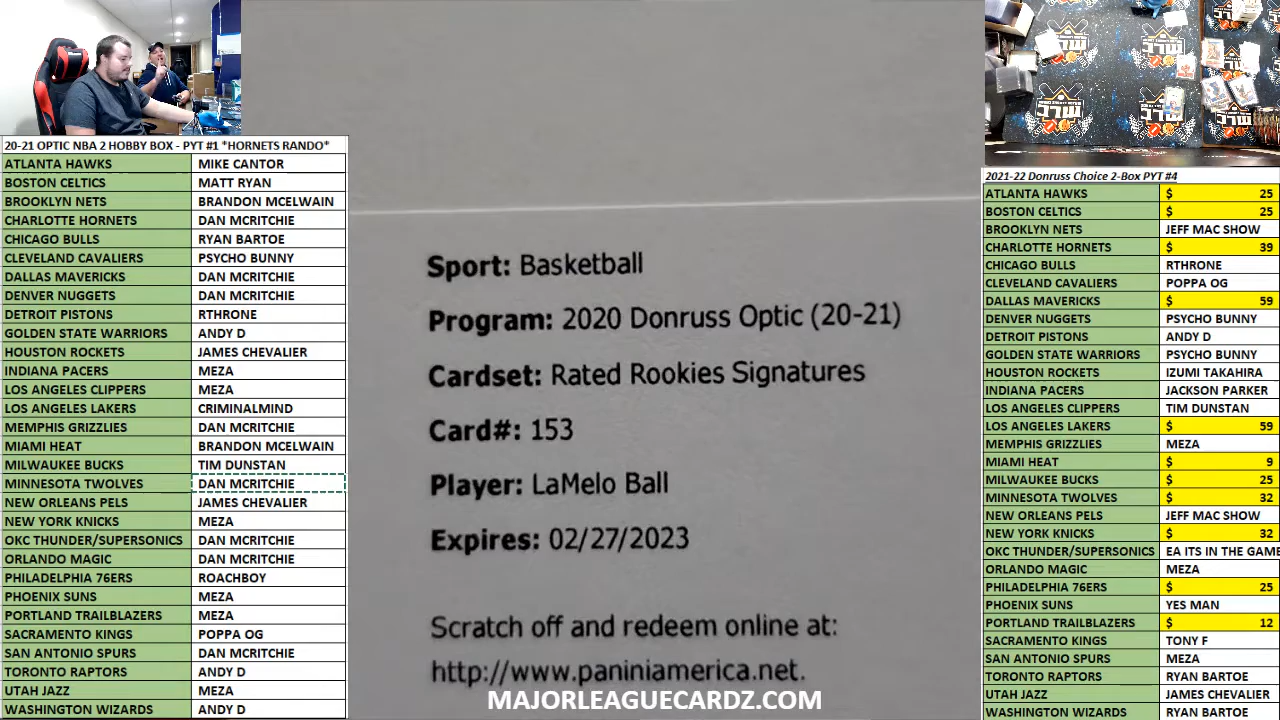 20-21 OPTIC NBA 2 HOBBY BOX - PYT #1 *HORNETS RANDO*
ATLANTA HAWKS MIKE CANTOR
BOSTON CELTICS MATT RYAN
BROOKLYN NETS BRANDON MCELWAIN
CHARLOTTE HORNETS DAN MCRITCHIE
CHICAGO BULLS RYAN BARTOE
CLEVELAND CAVALIERS PSYCHO BUNNY
DALLAS MAVERICKS DAN MCRITCHIE
DENVER NUGGETS DAN MCRITCHIE
DETROIT PISTONS RTHRONE
GOLDEN STATE WARRIORS ANDY D
HOUSTON ROCKETS JAMES CHEVALIER
INDIANA PACERS MEZA
LOS ANGELES CLIPPERS MEZA
LOS ANGELES LAKERS CRIMINALMIND
MEMPHIS GRIZZLIES DAN MCRITCHIE
MIAMI HEAT BRANDON MCELWAIN
MILWAUKEE BUCKS TIM DUNSTAN
MINNESOTA TWOLVES DAN MCRITCHIE
NEW ORLEANS PELS JAMES CHEVALIER
NEW YORK KNICKS MEZA
OKC THUNDER/SUPERSONICS DAN MCRITCHIE
ORLANDO MAGIC DAN MCRITCHIE
PHILADELPHIA 76ERS ROACHBOY
PHOENIX SUNS MEZA
PORTLAND TRAILBLAZERS MEZA
SACRAMENTO KINGS POPPA OG
SAN ANTONIO SPURS DAN MCRITCHIE
TORONTO RAPTORS ANDY D
UTAH JAZZ MEZA
WASHINGTON WIZARDS ANDY D
Sport: Basketball
Program: 2020 Donruss Optic (20-21)
Cardset: Rated Rookies Signatures
Card#: 153
Player: LaMelo Ball
Expires: 02/27/2023
Scratch off and redeem online at:
http://www.paniniamerica.net.
MAJORLEAGUECARDZ.COM
2021-22 Donruss Choice 2-Box PYT #4
ATLANTA HAWKS $ 25
BOSTON CELTICS $ 25
BROOKLYN NETS JEFF MAC SHOW
CHARLOTTE HORNETS $ 39
CHICAGO BULLS RTHRONE
CLEVELAND CAVALIERS POPPA OG
DALLAS MAVERICKS $ 59
DENVER NUGGETS PSYCHO BUNNY
DETROIT PISTONS ANDY D
GOLDEN STATE WARRIORS PSYCHO BUNNY
HOUSTON ROCKETS IZUMI TAKAHIRA
INDIANA PACERS JACKSON PARKER
LOS ANGELES CLIPPERS TIM DUNSTAN
LOS ANGELES LAKERS $ 59
MEMPHIS GRIZZLIES MEZA
MIAMI HEAT $ 9
MILWAUKEE BUCKS $ 25
MINNESOTA TWOLVES $ 32
NEW ORLEANS PELS JEFF MAC SHOW
NEW YORK KNICKS $ 32
OKC THUNDER/SUPERSONICS EA ITS IN THE GAME
ORLANDO MAGIC MEZA
PHILADELPHIA 76ERS $ 25
PHOENIX SUNS YES MAN
PORTLAND TRAILBLAZERS $ 12
SACRAMENTO KINGS TONY F
SAN ANTONIO SPURS MEZA
TORONTO RAPTORS RYAN BARTOE
UTAH JAZZ JAMES CHEVALIER
WASHINGTON WIZARDS RYAN BARTOE